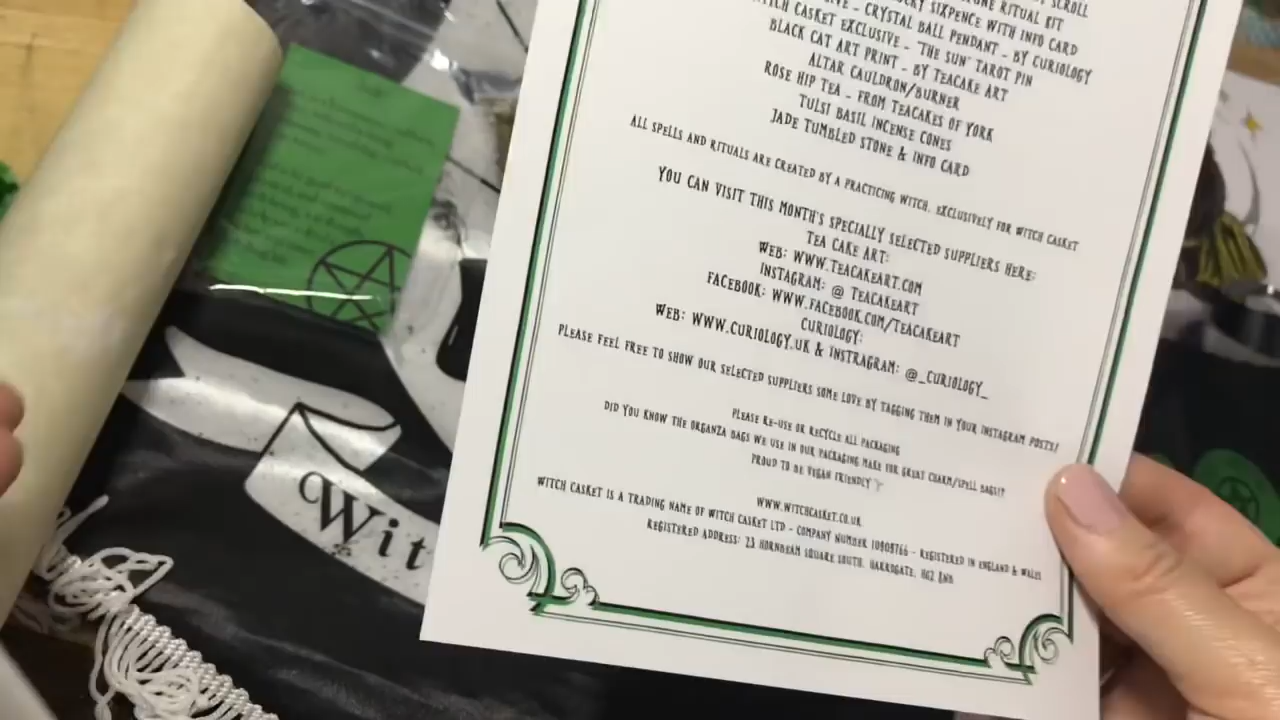 SCROLL
RITUAL KIT
SIXPENCE WITH INFO CARD
- CRYSTAL BALL PENDANT - BY CURIOLOGY
WITCH CASKET EXCLUSIVE - "THE SUN" TAROT PIN
BLACK CAT ART PRINT - BY TEACAKE ART
ALTAR CAULDRON/BURNER
ROSE HIP TEA - FROM TEACAKES OF YORK
TULSI BASIL INCENSE CONES
JADE TUMBLED STONE & INFO CARD
ALL SPELLS AND RITUALS ARE CREATED BY A PRACTICING WITCH, EXCLUSIVELY FOR WITCH CASKET
YOU CAN VISIT THIS MONTH'S SPECIALLY SELECTED SUPPLIERS HERE:
TEA CAKE ART:
WEB: WWW.TEACAKEART.COM
INSTAGRAM: @ TEACAKEART
FACEBOOK: WWW.FACEBOOK.COM/TEACAKEART
CURIOLOGY:
WEB: WWW.CURIOLOGY.UK & INSTRAGRAM: @_CURIOLOGY_
PLEASE FEEL FREE TO SHOW OUR SELECTED SUPPLIERS SOME LOVE BY TAGGING THEM IN YOUR INSTAGRAM POSTS!
PLEASE RE-USE OR RECYCLE ALL PACKAGING
DID YOU KNOW THE ORGANZA BAGS WE USE IN OUR PACKAGING MAKE FOR GREAT CHARM/SPELL BAGS!?
PROUD TO BE VEGAN FRIENDLY
WWW.WITCHCASKET.CO.UK
WITCH CASKET IS A TRADING NAME OF WITCH CASKET LTD - COMPANY NUMBER 10808766 - REGISTERED IN ENGLAND & WALES
REGISTERED ADDRESS: 23 HORNBEAM SQUARE SOUTH, HARROGATE, HG2 8NB
Wit